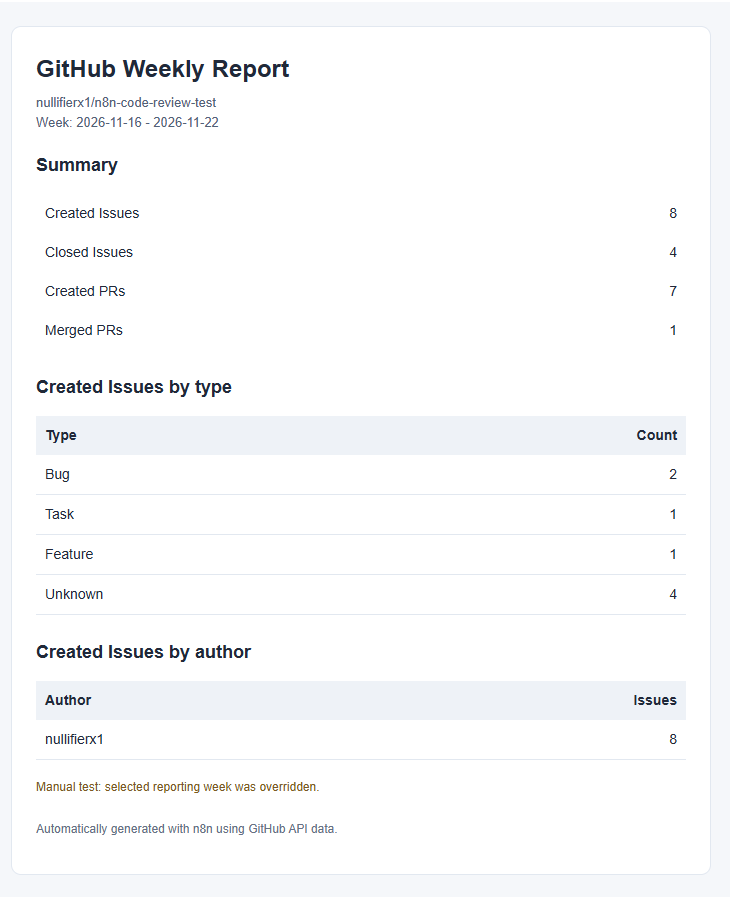 GitHub Weekly Report
nullifierx1/n8n-code-review-test
Week: 2026-11-16 - 2026-11-22
Summary
Created Issues 8
Closed Issues 4
Created PRs 7
Merged PRs 1
Created Issues by type
Type Count
Bug 2
Task 1
Feature 1
Unknown 4
Created Issues by author
Author Issues
nullifierx1 8
Manual test: selected reporting week was overridden.
Automatically generated with n8n using GitHub API data.